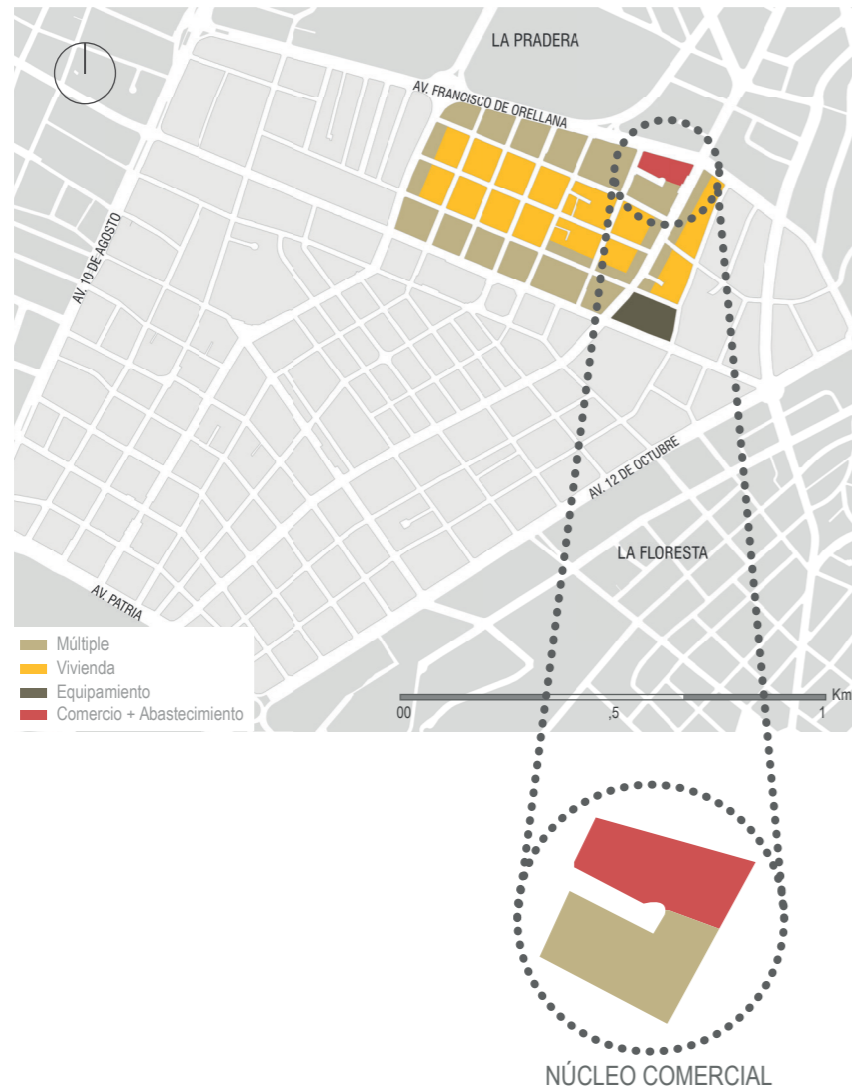 LA PRADERA
AV. FRANCISCO DE ORELLANA
AV. 10 DE AGOSTO
AV. 12 DE OCTUBRE
LA FLORESTA
AV. PATRIA
Múltiple
Vivienda
Equipamiento
Comercio + Abastecimiento
Km
00 ,5 1
NÚCLEO COMERCIAL